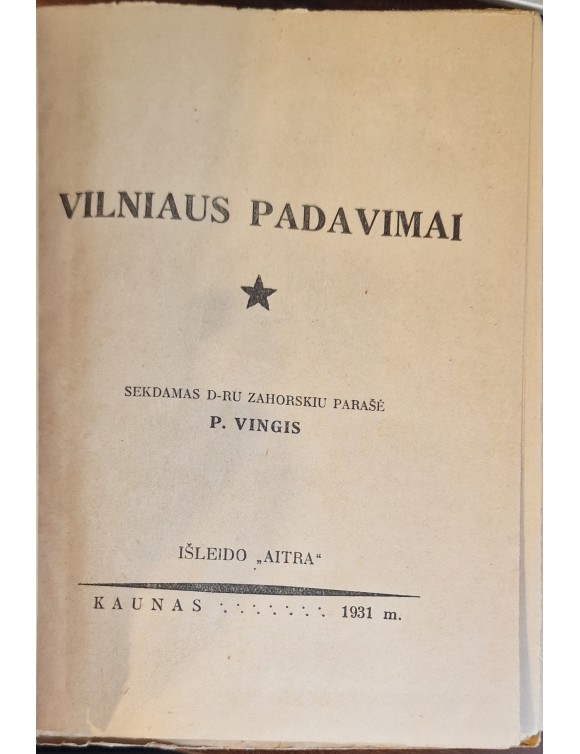 VILNIAUS PADAVIMAI
SEKDAMAS D-RU ZAHORSKIU PARAŠĖ
P. VINGIS
IŠLEIDO „AITRA“
KAUNAS . . . . . . . . . 1931 m.